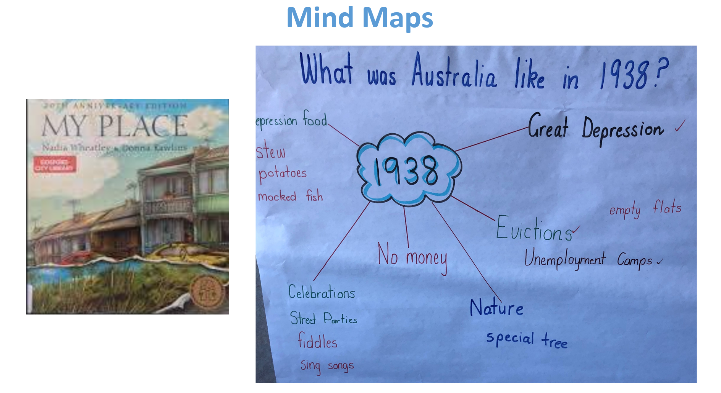 Mind Maps
20TH ANNIVERSARY EDITION
MY PLACE
Nadia Wheatley & Donna Rawlins
GOSFORD
CITY LIBRARY
What was Australia like in 1938?
epression food
stew
potatoes
mocked fish
1938
Great Depression ✓
empty flats
Evictions ✓
Unemployment Camps ✓
No money
Celebrations
Street Parties
fiddles
Sing songs
Nature
special tree